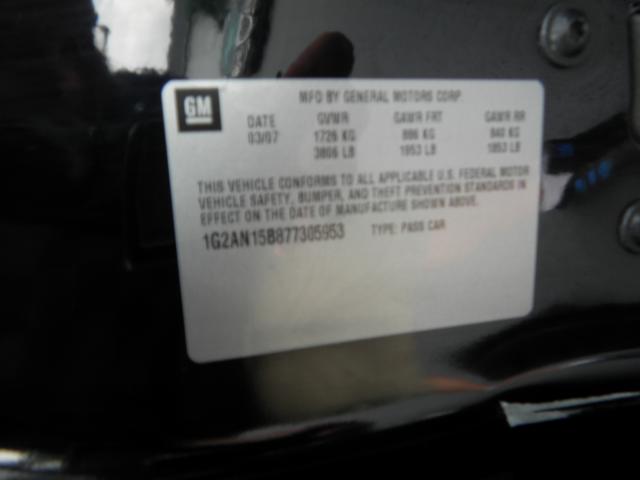 GM
MFD BY GENERAL MOTORS CORP
DATE GVWR GAWR FRT GAWR RR
03/07 1726 KG 886 KG 840 KG
3806 LB 1953 LB 1853 LB
THIS VEHICLE CONFORMS TO ALL APPLICABLE U.S. FEDERAL MOTOR
VEHICLE SAFETY, BUMPER, AND THEFT PREVENTION STANDARDS IN
EFFECT ON THE DATE OF MANUFACTURE SHOWN ABOVE.
1G2AN15B877305953 TYPE: PASS CAR